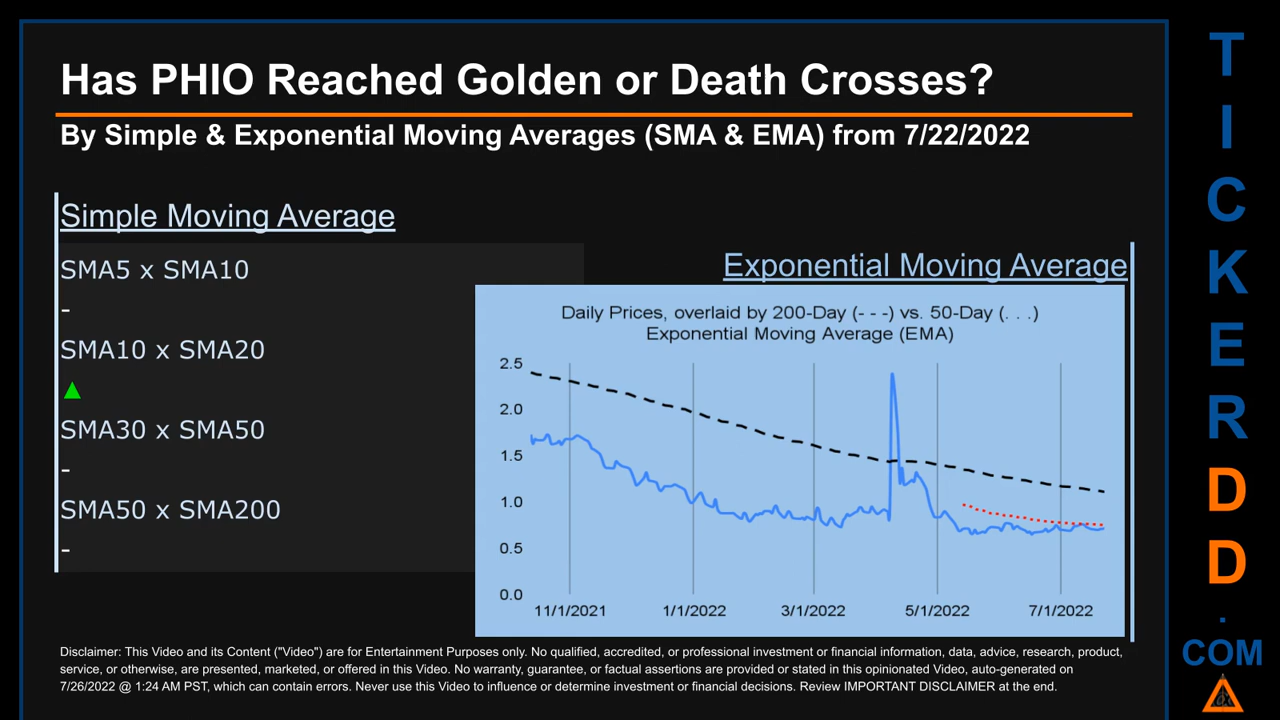 Has PHIO Reached Golden or Death Crosses?
By Simple & Exponential Moving Averages (SMA & EMA) from 7/22/2022
Simple Moving Average
SMA5 x SMA10
-
SMA10 x SMA20
▲
SMA30 x SMA50
-
SMA50 x SMA200
-
Exponential Moving Average
Daily Prices, overlaid by 200-Day (- - -) vs. 50-Day (. . .)
Exponential Moving Average (EMA)
2.5
2.0
1.5
1.0
0.5
0.0
11/1/2021 1/1/2022 3/1/2022 5/1/2022 7/1/2022
Disclaimer: This Video and its Content ("Video") are for Entertainment Purposes only. No qualified, accredited, or professional investment or financial information, data, advice, research, product,
service, or otherwise, are presented, marketed, or offered in this Video. No warranty, guarantee, or factual assertions are provided or stated in this opinionated Video, auto-generated on
7/26/2022 @ 1:24 AM PST, which can contain errors. Never use this Video to influence or determine investment or financial decisions. Review IMPORTANT DISCLAIMER at the end.
T
I
C
K
E
R
D
D
.
COM